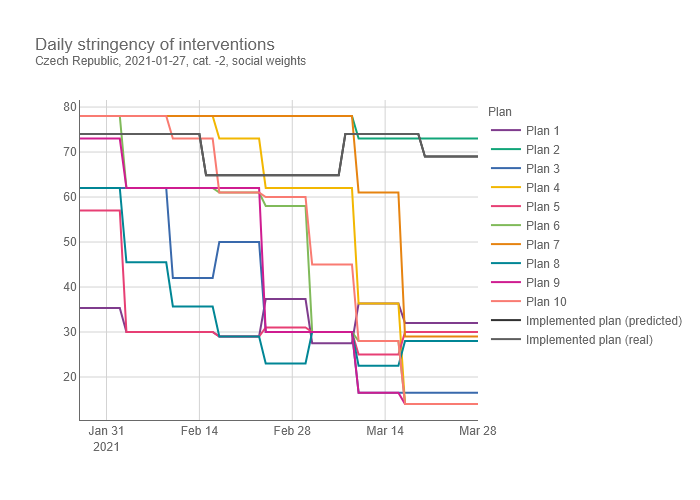 Daily stringency of interventions
Czech Republic, 2021-01-27, cat. -2, social weights
80
70
60
50
40
30
20
Jan 31
2021
Feb 14
Feb 28
Mar 14
Mar 28
Plan
Plan 1
Plan 2
Plan 3
Plan 4
Plan 5
Plan 6
Plan 7
Plan 8
Plan 9
Plan 10
Implemented plan (predicted)
Implemented plan (real)